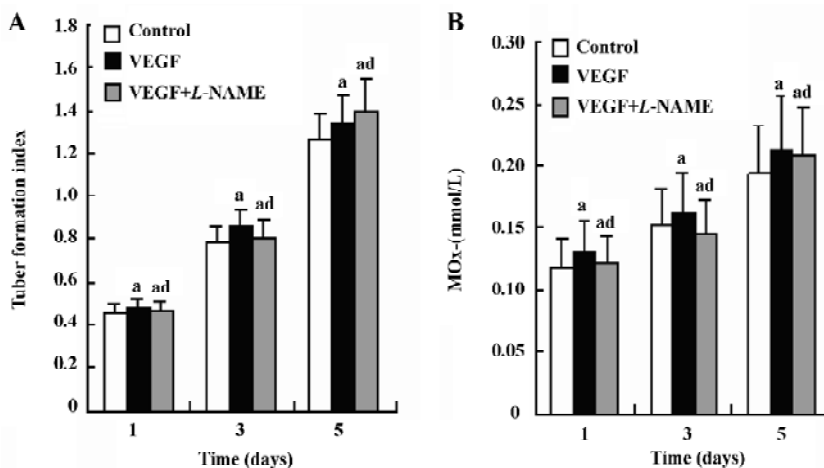 A
Control
VEGF
VEGF+L-NAME
Tuber formation index
1.8
1.6
1.4
1.2
1.0
0.8
0.6
0.4
0.2
0
a
ad
a
ad
a
ad
1
3
5
Time (days)
B
Control
VEGF
VEGF+L-NAME
MOx-(mmol/L)
0.30
0.25
0,20
0.15
0.10
0.05
0
a
ad
a
ad
a
ad
1
3
5
Time (days)